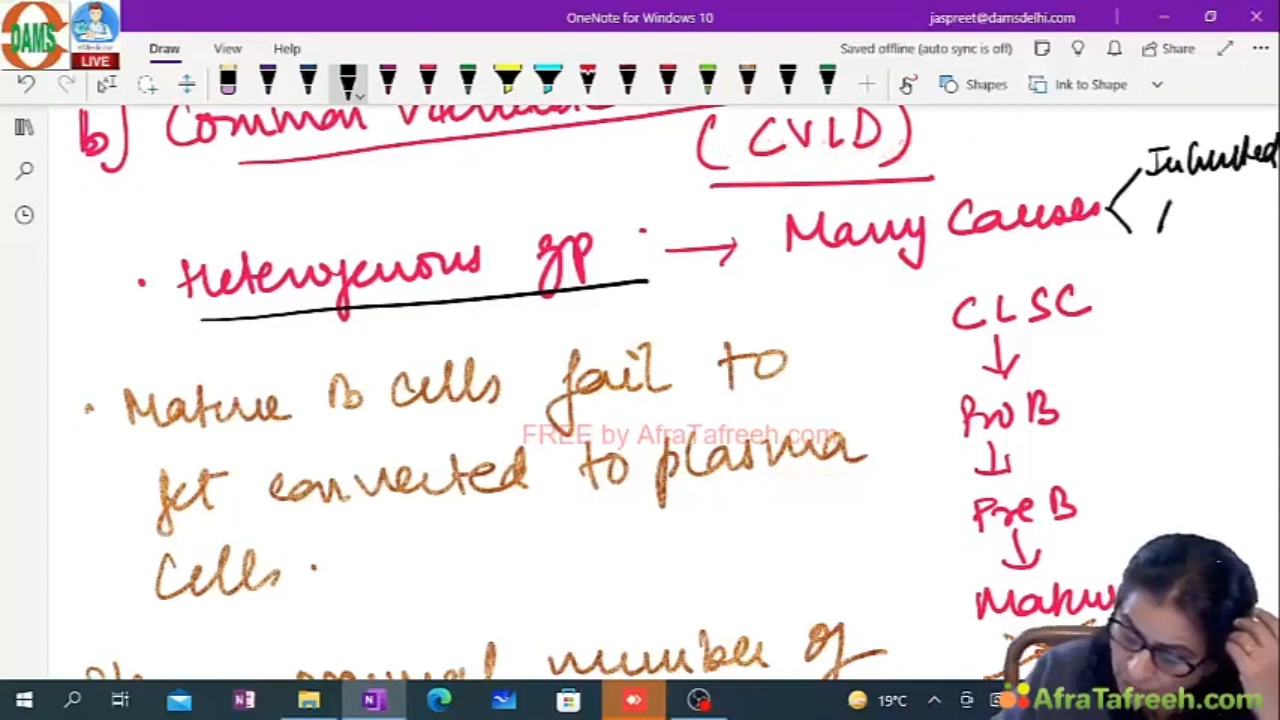 OneNote for Windows 10
jaspreet@damsdelhi.com
DAMS
eMedicoz
LIVE
Draw View Help
Saved offline (auto sync is off)
Share
Shapes
Ink to Shape
b) Common
(CVID)
Inherited
• Heterogenous gp. → Many Causes
CLSC
↓
• Mature B cells fail to
Pro B
FREE by AfraTafreeh.com
get converted to plasma
↓
Pre B
↓
cells.
Matur
number of
19°C
AfraTafreeh.com